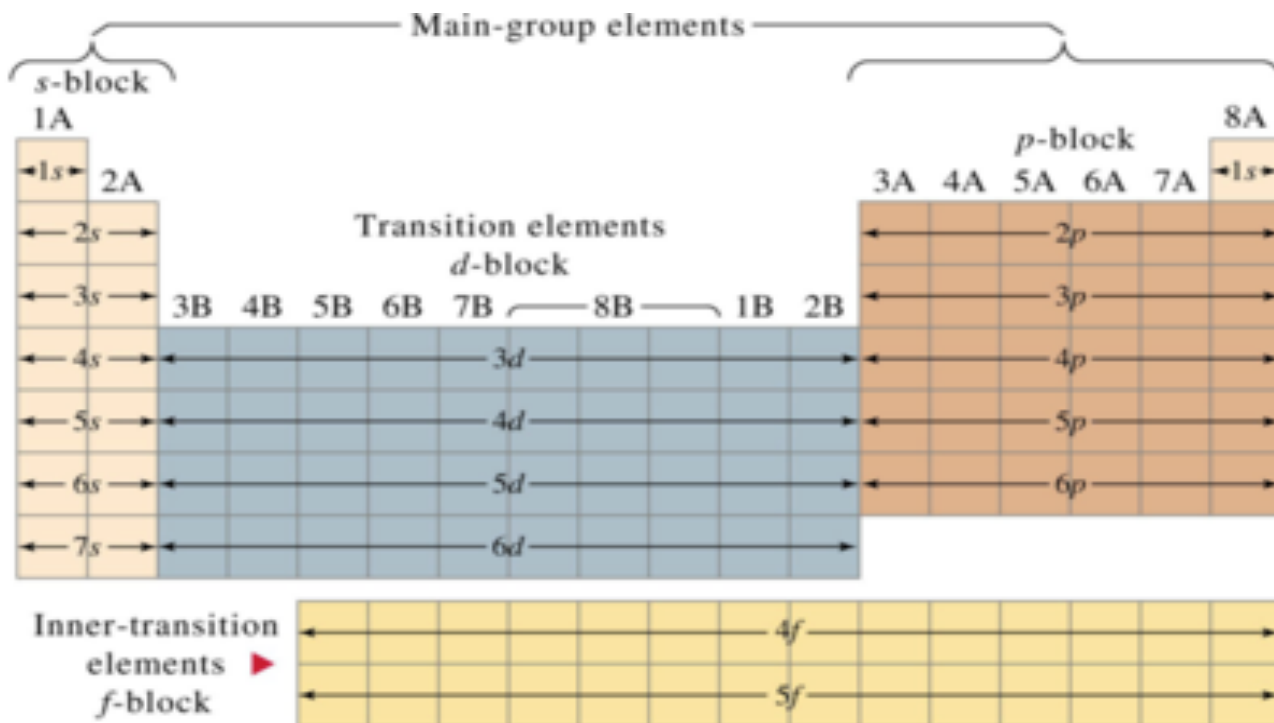 Main-group elements
s-block
1A
8A
p-block
1s
2A
3A 4A 5A 6A 7A
1s
Transition elements
d-block
2s
2p
3s
3B 4B 5B 6B 7B 8B 1B 2B
3p
4s
3d
4p
5s
4d
5p
6s
5d
6p
7s
6d
Inner-transition
elements
f-block
4f
5f